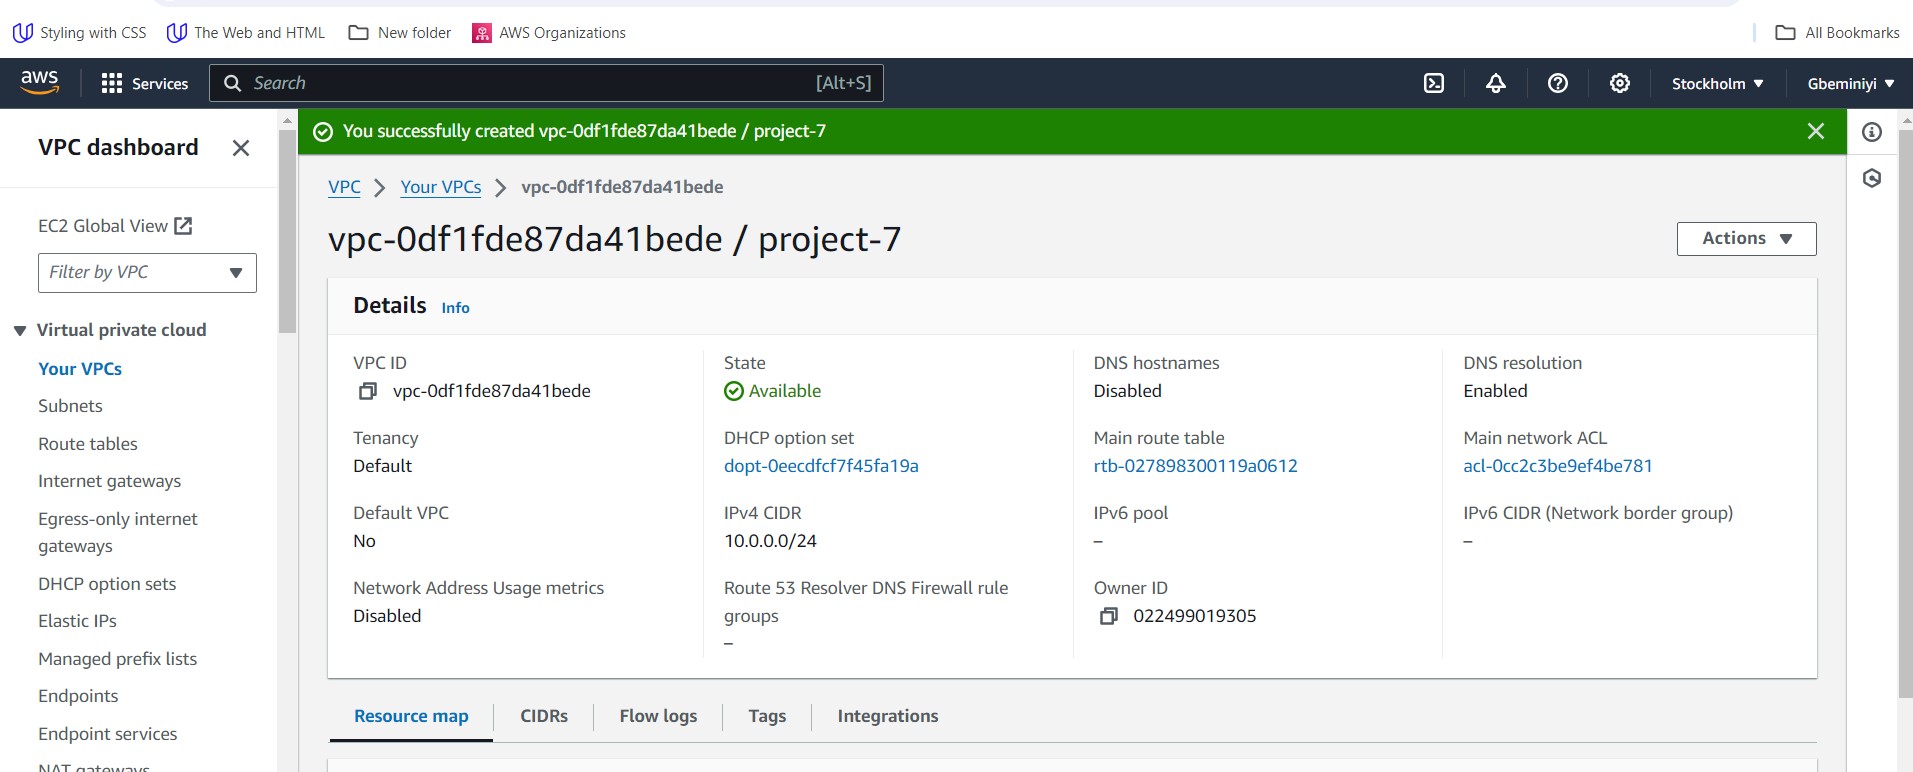 Styling with CSS The Web and HTML New folder AWS Organizations All Bookmarks
aws Services Search [Alt+S] Stockholm Gbeminiyi
VPC dashboard
EC2 Global View
Filter by VPC
Virtual private cloud
Your VPCs
Subnets
Route tables
Internet gateways
Egress-only internet
gateways
DHCP option sets
Elastic IPs
Managed prefix lists
Endpoints
Endpoint services
NAT gateways
You successfully created vpc-0df1fde87da41bede / project-7
VPC Your VPCs vpc-0df1fde87da41bede
vpc-0df1fde87da41bede / project-7
Actions
Details Info
VPC ID
vpc-0df1fde87da41bede
State
Available
DNS hostnames
Disabled
DNS resolution
Enabled
Tenancy
Default
DHCP option set
dopt-0eecdfcf7f45fa19a
Main route table
rtb-027898300119a0612
Main network ACL
acl-0cc2c3be9ef4be781
Default VPC
No
IPv4 CIDR
10.0.0.0/24
IPv6 pool
–
IPv6 CIDR (Network border group)
–
Network Address Usage metrics
Disabled
Route 53 Resolver DNS Firewall rule
groups
–
Owner ID
022499019305
Resource map CIDRs Flow logs Tags Integrations